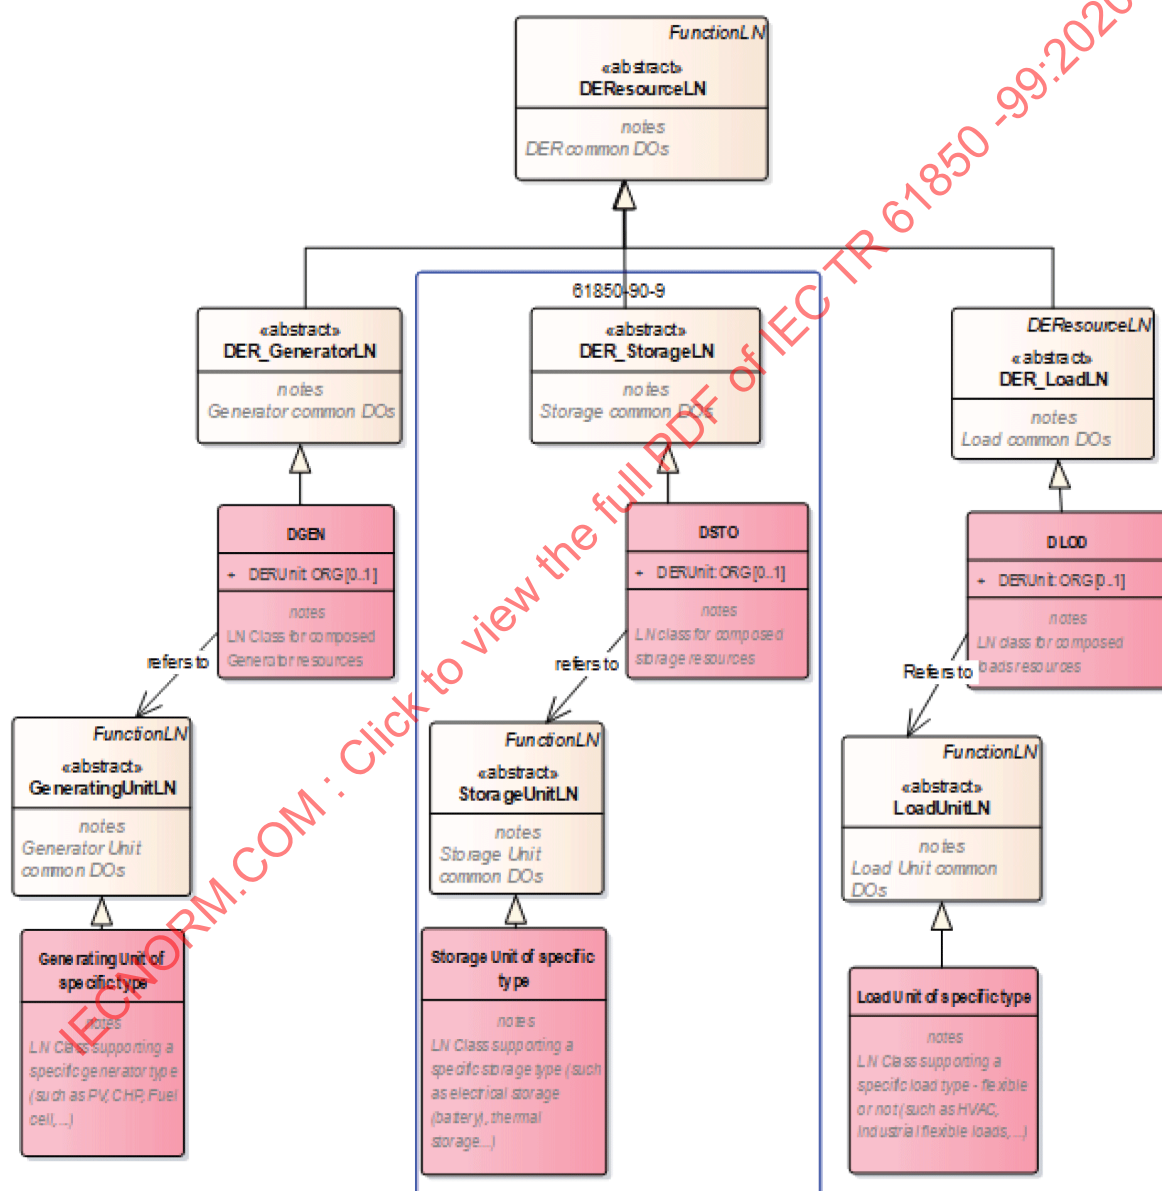 FunctionLN
«abstract»
DEResourceLN
notes
DER common DOs
61850-90-9
«abstract»
DER_GeneratorLN
notes
Generator common DOs
«abstract»
DER_StorageLN
notes
Storage common DOs
DEResourceLN
«abstract»
DER_LoadLN
notes
Load common DOs
DGEN
+ DERUnit: ORG [0..1]
notes
LN Class for composed
Generator resources
DSTO
+ DERUnit: ORG [0..1]
notes
LN class for composed
storage resources
DLOD
+ DERUnit: ORG [0..1]
notes
LN class for composed
loads resources
refers to
refers to
Refers to
FunctionLN
«abstract»
GeneratingUnitLN
notes
Generator Unit
common DOs
FunctionLN
«abstract»
StorageUnitLN
notes
Storage Unit
common DOs
FunctionLN
«abstract»
LoadUnitLN
notes
Load Unit common
DOs
Generating Unit of
specific type
notes
LN Class supporting a
specific generator type
(such as PV, CHP, Fuel
cell, ...)
Storage Unit of specific
type
notes
LN Class supporting a
specific storage type (such
as electrical storage
(battery), thermal
storage...)
Load Unit of specific type
notes
LN Class supporting a
specific load type - flexible
or not (such as HVAC,
Industrial flexible loads, ...)
IECNORM.COM : Click to view the full PDF of IEC TR 61850 -99:2020